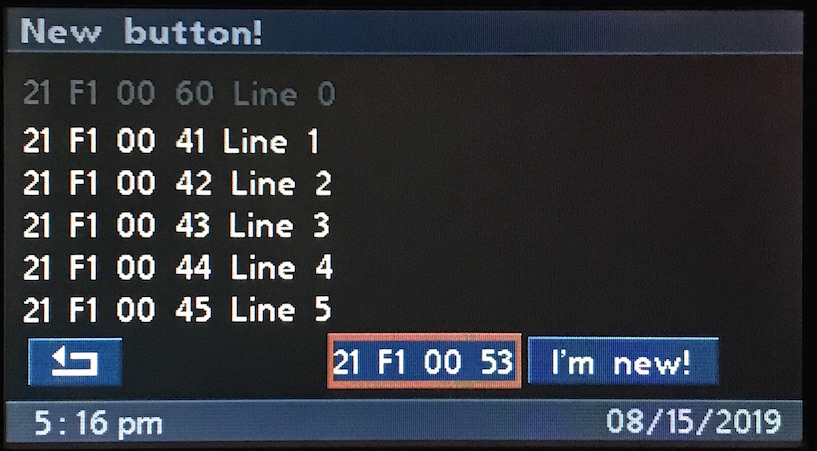 New button!
21 F1 00 60 Line 0
21 F1 00 41 Line 1
21 F1 00 42 Line 2
21 F1 00 43 Line 3
21 F1 00 44 Line 4
21 F1 00 45 Line 5
21 F1 00 53 I'm new!
5:16 pm 08/15/2019